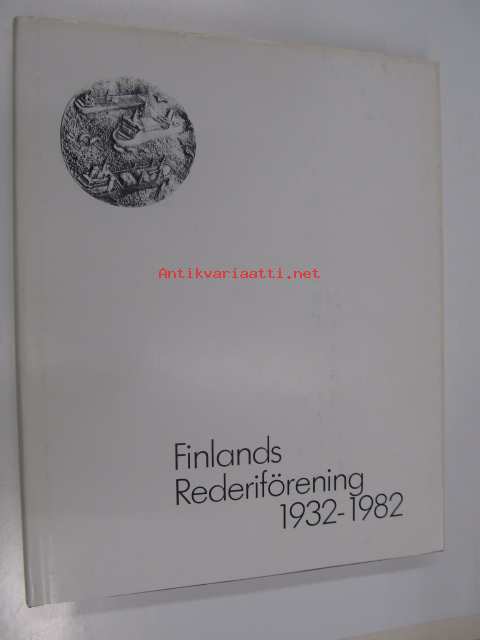 Antikvariaatti.net
Finlands
Rederiförening
1932-1982